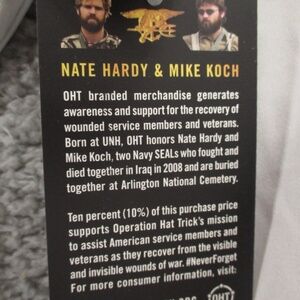 NATE HARDY & MIKE KOCH
OHT branded merchandise generates
awareness and support for the recovery of
wounded service members and veterans.
Born at UNH, OHT honors Nate Hardy and
Mike Koch, two Navy SEALs who fought and
died together in Iraq in 2008 and are buried
together at Arlington National Cemetery.
Ten percent (10%) of this purchase price
supports Operation Hat Trick's mission
to assist American service members and
veterans as they recover from the visible
and invisible wounds of war. #NeverForget
For more consumer information, visit:
OHT